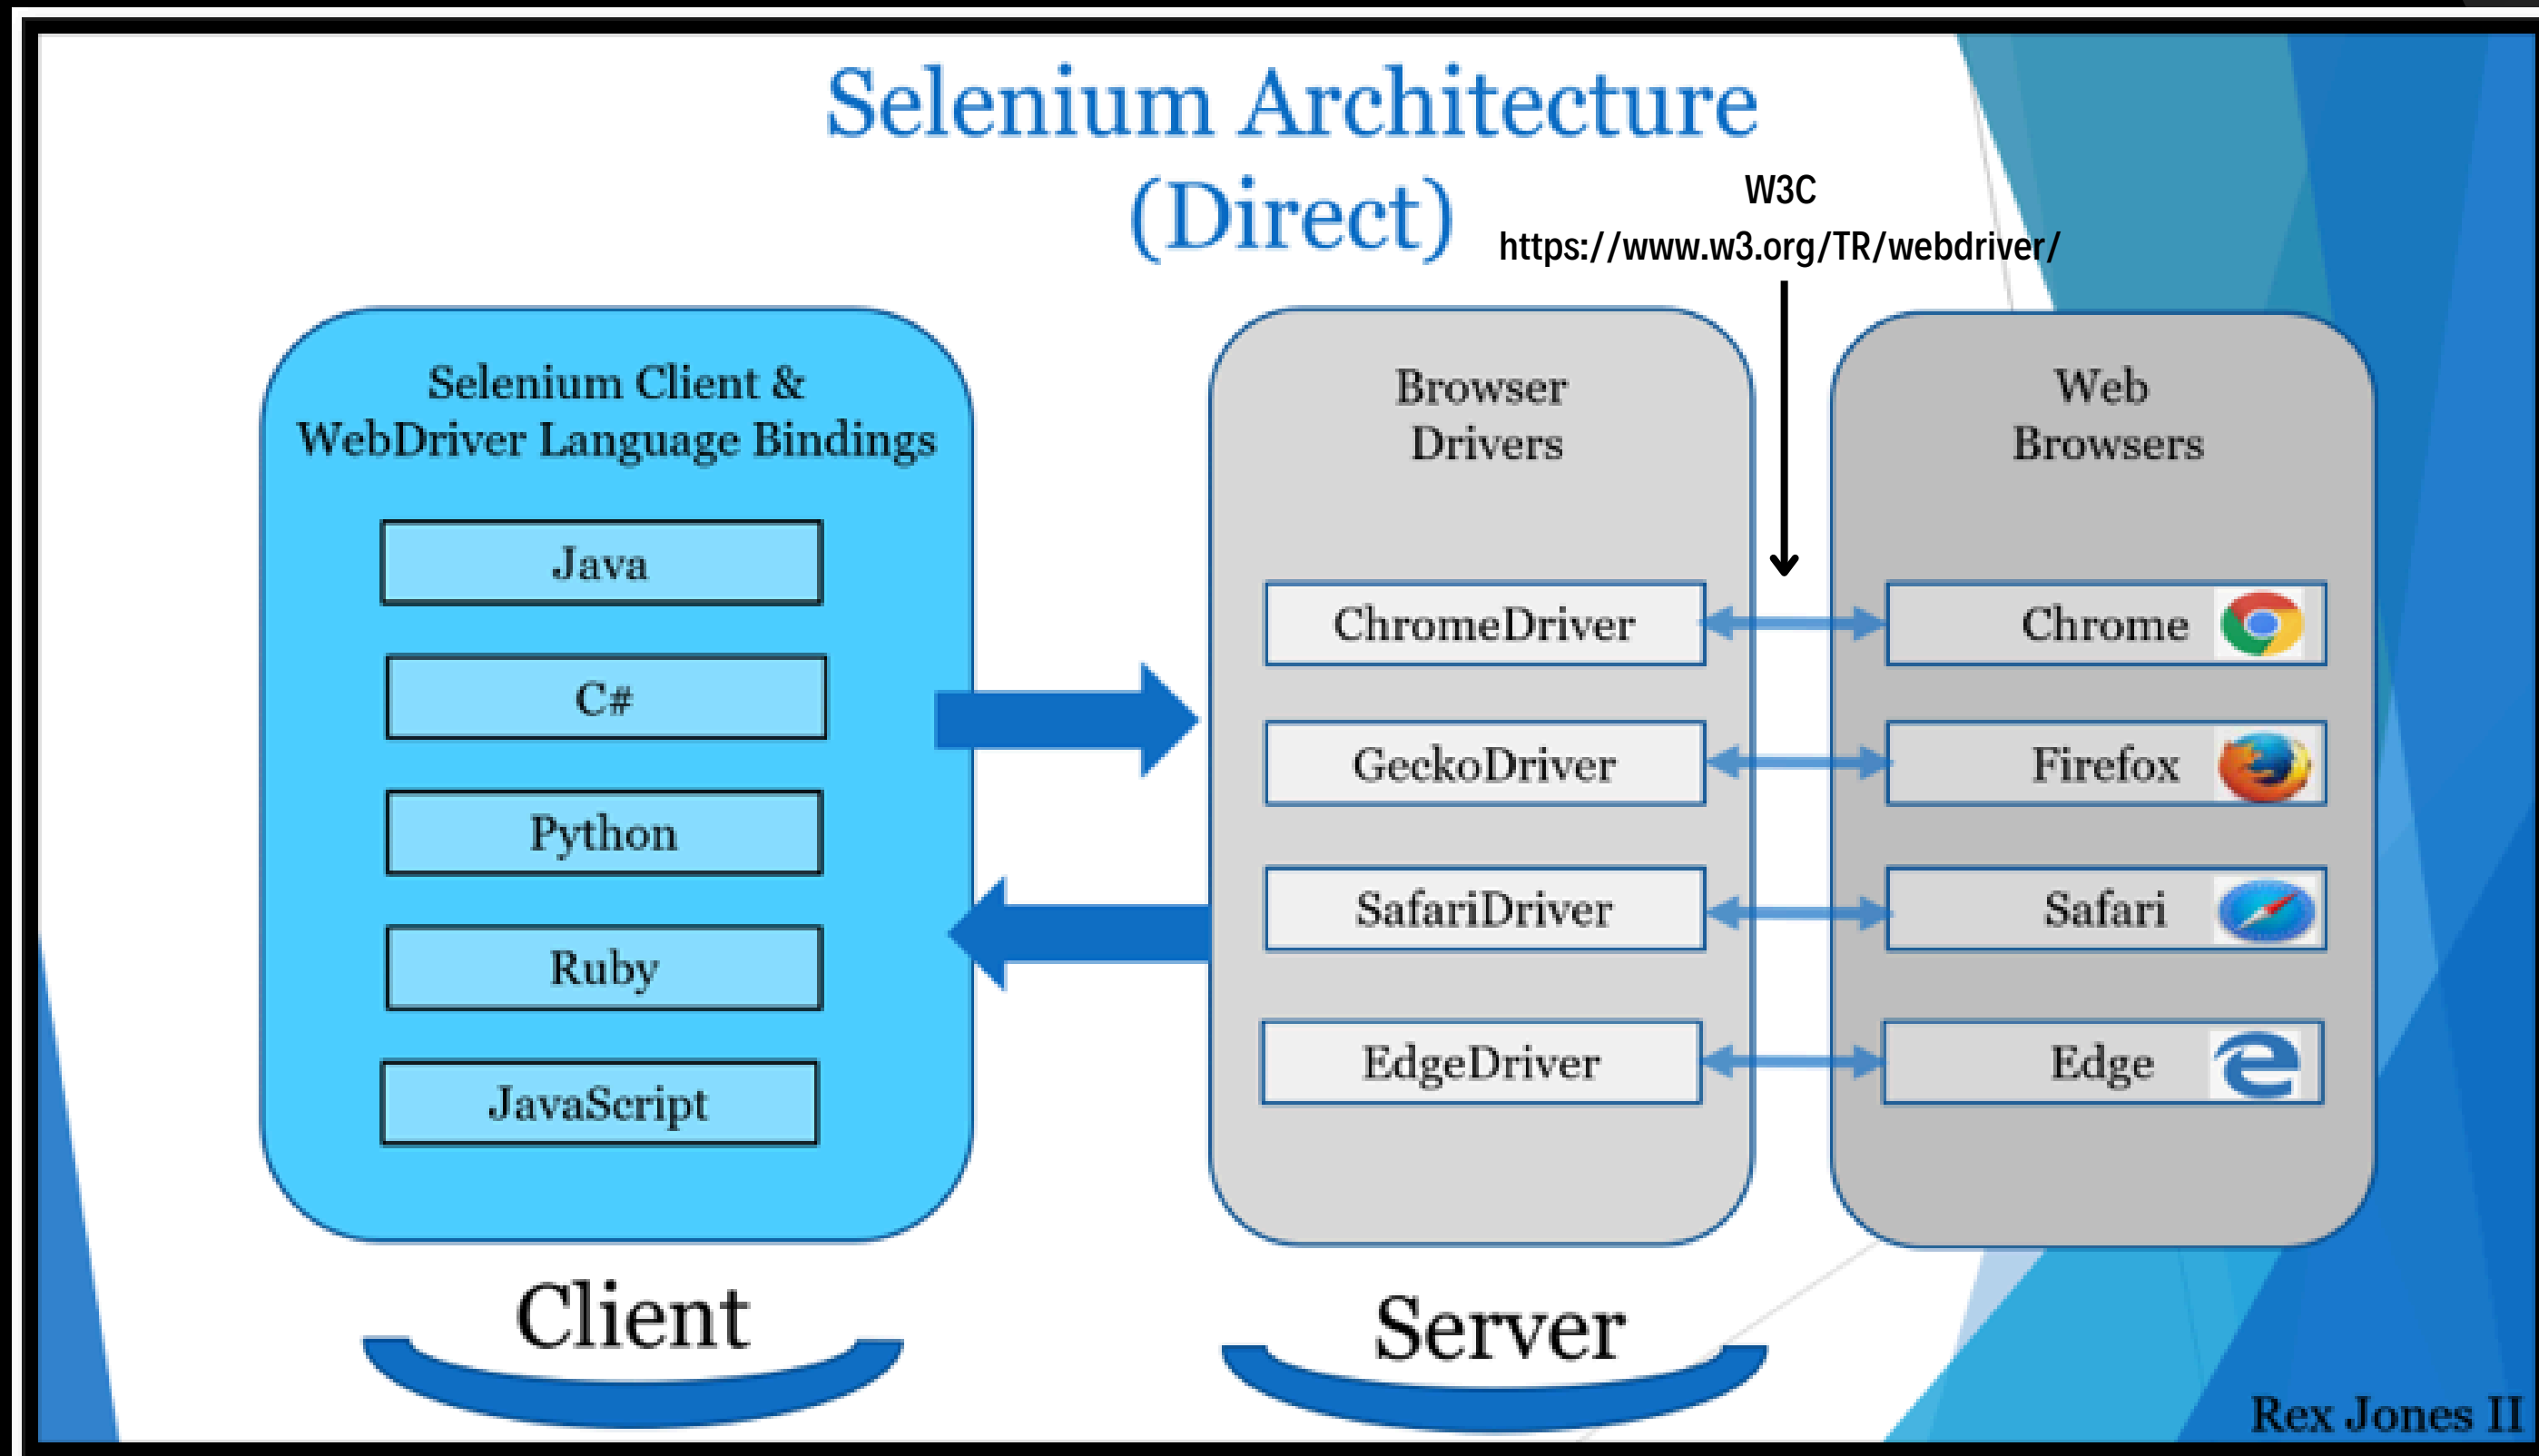 Selenium Architecture
(Direct)
W3C
https://www.w3.org/TR/webdriver/
Selenium Client &
WebDriver Language Bindings
Java
C#
Python
Ruby
JavaScript
Browser
Drivers
ChromeDriver
GeckoDriver
SafariDriver
EdgeDriver
Web
Browsers
Chrome
Firefox
Safari
Edge
Client
Server
Rex Jones II